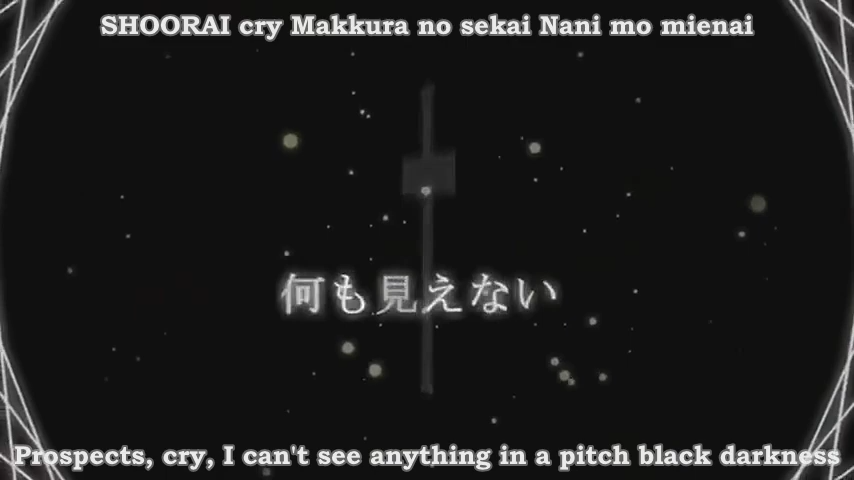 SHOORAI cry Makkura no sekai Nani mo mienai
何も見えない
Prospects, cry, I can't see anything in a pitch black darkness